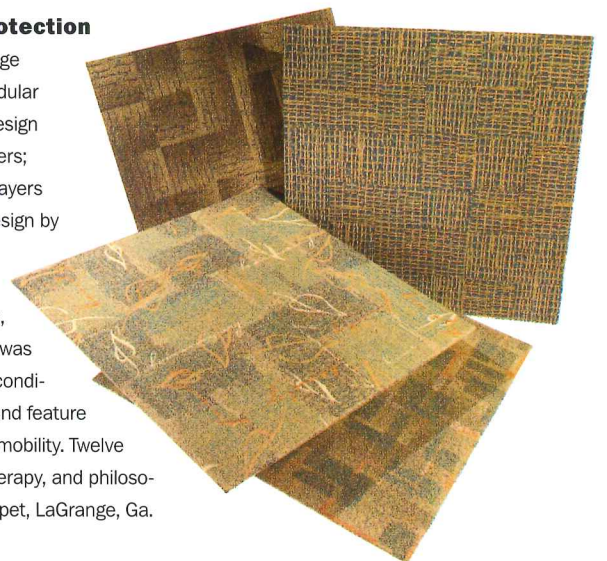 otection
ge
dular
esign
ers;
ayers
sign by
,
was
condi-
nd feature
mobility. Twelve
erapy, and philoso-
pet, LaGrange, Ga.